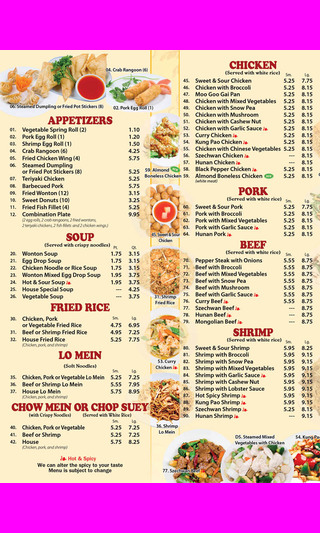 04. Crab Rangoon (6)
06. Steamed Dumpling or Fried Pot Stickers (8)
02. Pork Egg Roll (1)
APPETIZERS
01. Vegetable Spring Roll (2) 1.10
02. Pork Egg Roll (1) 1.20
03. Shrimp Egg Roll (1) 1.50
04. Crab Rangoon (6) 4.25
05. Fried Chicken Wing (4) 5.75
06. Steamed Dumpling
or Fried Pot Stickers (8) 5.25
07. Teriyaki Chicken 5.25
08. Barbecued Pork 5.75
09. Fried Wonton (12) 3.15
10. Sweet Donuts (10) 3.25
11. Fried Fish Fillet (4) 5.25
12. Combination Plate 9.95
(2 egg rolls, 2 crab rangoons, 2 fried wontons,
2 teriyaki chickens, 2 fish fillets and 2 chicken wings.)
SOUP
(Served with crispy noodles) Pt. Qt.
20. Wonton Soup 1.75 3.15
21. Egg Drop Soup 1.75 3.15
22. Chicken Noodle or Rice Soup 1.75 3.15
23. Wonton Mixed Egg Drop Soup 1.95 3.75
24. Hot & Sour Soup 1.95 3.75
25. House Special Soup --- 4.25
26. Vegetable Soup --- 3.75
FRIED RICE
Sm. Lg.
30. Chicken, Pork
or Vegetable Fried Rice 4.75 6.95
31. Beef or Shrimp Fried Rice 4.95 7.25
32. House Fried Rice 5.25 7.75
(Chicken, pork, and shrimp)
LO MEIN
(Soft Noodles) Sm. Lg.
35. Chicken, Pork or Vegetable Lo Mein 5.25 7.25
36. Beef or Shrimp Lo Mein 5.55 7.95
37. House Lo Mein 5.75 8.95
(Chicken, pork, and shrimp)
CHOW MEIN OR CHOP SUEY
(with Crispy Noodles) (Served with White Rice)
Sm. Lg.
40. Chicken, Pork or Vegetable 5.25 7.25
41. Beef or Shrimp 5.25 7.25
42. House 5.75 8.25
(Chicken, pork, and shrimp)
Hot & Spicy
We can alter the spicy to your taste
Menu is subject to change
59. Almond
Boneless Chicken
Chicken
31. Shrimp
Fried Rice
53. Curry
Chicken
36. Shrimp
Lo Mein
CHICKEN
(Served with white rice) Sm. Lg.
45. Sweet & Sour Chicken 5.25 7.75
46. Chicken with Broccoli 5.25 8.15
47. Moo Goo Gai Pan 5.25 8.15
48. Chicken with Mixed Vegetables 5.25 8.15
49. Chicken with Snow Pea 5.25 8.15
50. Chicken with Mushroom 5.25 8.15
51. Chicken with Cashew Nut 5.25 8.15
52. Chicken with Garlic Sauce 5.25 8.15
53. Curry Chicken 5.25 8.15
54. Kung Pao Chicken 5.25 8.15
55. Chicken with Chinese Vegetables 5.25 8.15
56. Szechwan Chicken --- 8.15
57. Hunan Chicken --- 8.15
58. Black Pepper Chicken 5.25 8.15
59. Almond Boneless Chicken 5.25 8.15
(white meat)
PORK
(Served with white rice) Sm. Lg.
60. Sweet & Sour Pork 5.25 7.75
61. Pork with Broccoli 5.25 8.15
62. Pork with Mixed Vegetables 5.25 8.15
63. Pork with Garlic Sauce 5.25 8.15
64. Hunan Pork --- 8.15
BEEF
(Served with white rice) Sm. Lg.
70. Pepper Steak with Onions 5.55 8.75
71. Beef with Broccoli 5.55 8.75
72. Beef with Mixed Vegetables 5.55 8.75
73. Beef with Snow Pea 5.55 8.75
74. Beef with Mushroom 5.55 8.75
75. Beef with Garlic Sauce 5.55 8.75
76. Curry Beef 5.55 8.75
77. Szechwan Beef --- 8.75
78. Hunan Beef --- 8.75
79. Mongolian Beef --- 8.75
SHRIMP
(Served with white rice) Sm. Lg.
80. Sweet & Sour Shrimp 5.95 8.25
81. Shrimp with Broccoli 5.95 9.15
82. Shrimp with Snow Pea 5.95 9.15
83. Shrimp with Mixed Vegetables 5.95 9.15
84. Shrimp with Garlic Sauce 5.95 9.15
85. Shrimp with Cashew Nut 5.95 9.15
86. Shrimp with Lobster Sauce 5.95 9.15
87. Hot Spicy Shrimp 5.95 9.15
88. Kung Pao Shrimp 5.95 9.15
89. Szechwan Shrimp 5.25 8.15
90. Hunan Shrimp --- 9.15
D5. Steamed Mixed
Vegetables with Chicken
54. Kung
77. Szechwan Beef